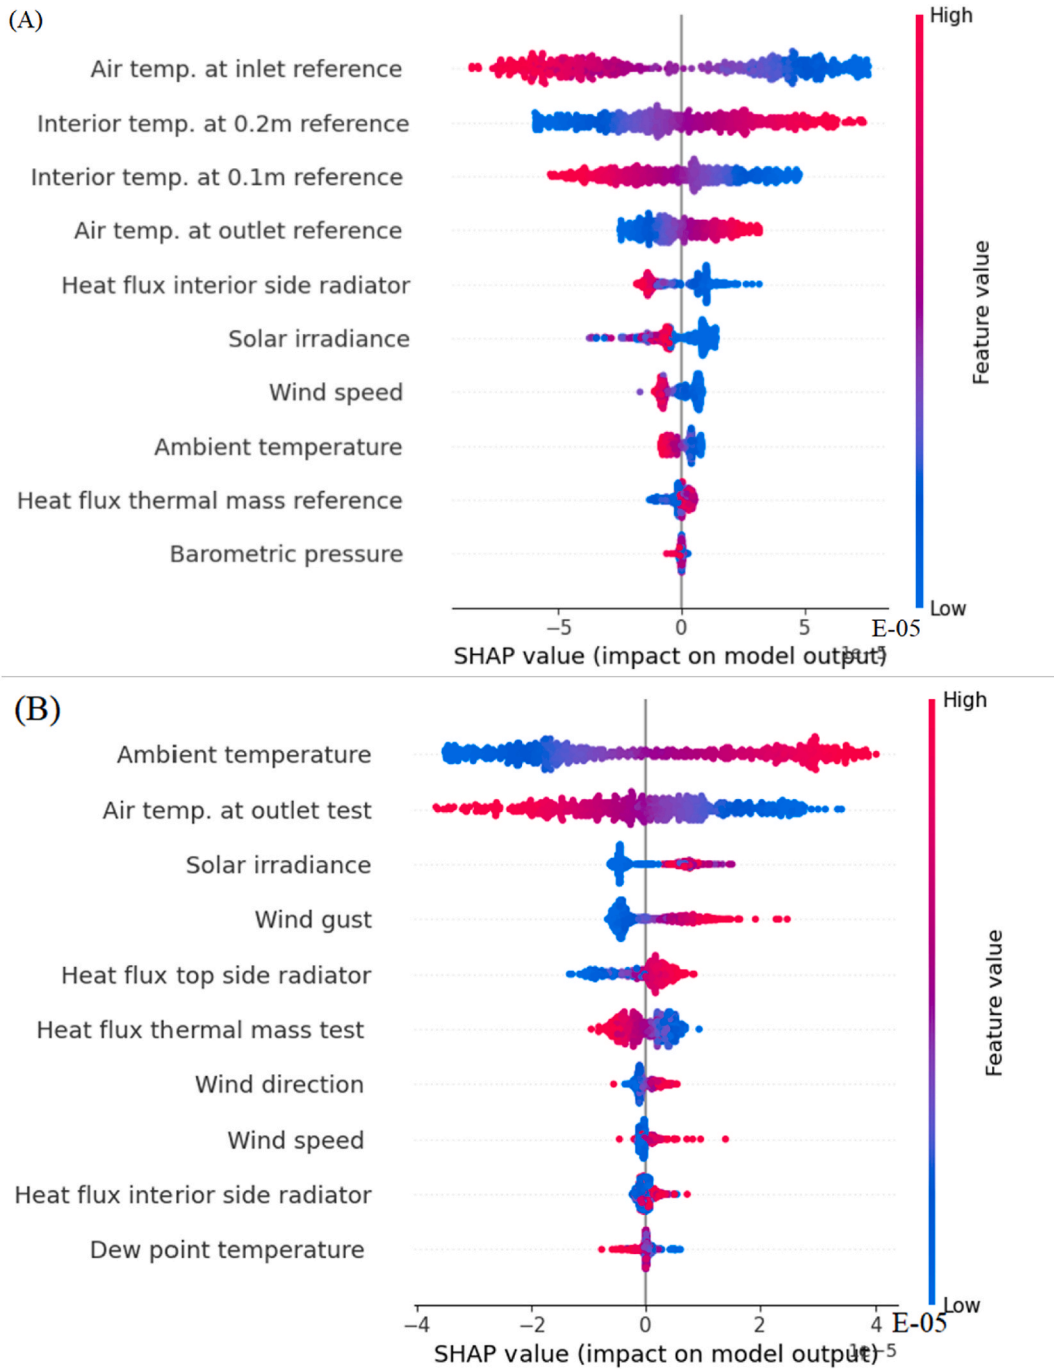 (A)
High
Air temp. at inlet reference
Interior temp. at 0.2m reference
Interior temp. at 0.1m reference
Air temp. at outlet reference
Heat flux interior side radiator
Solar irradiance
Wind speed
Ambient temperature
Heat flux thermal mass reference
Barometric pressure
Feature value
Low
−5 0 5 E-05
1e−5
SHAP value (impact on model output)
(B)
High
Ambient temperature
Air temp. at outlet test
Solar irradiance
Wind gust
Heat flux top side radiator
Heat flux thermal mass test
Wind direction
Wind speed
Heat flux interior side radiator
Dew point temperature
Feature value
Low
−4 −2 0 2 4 E-05
1e−5
SHAP value (impact on model output)